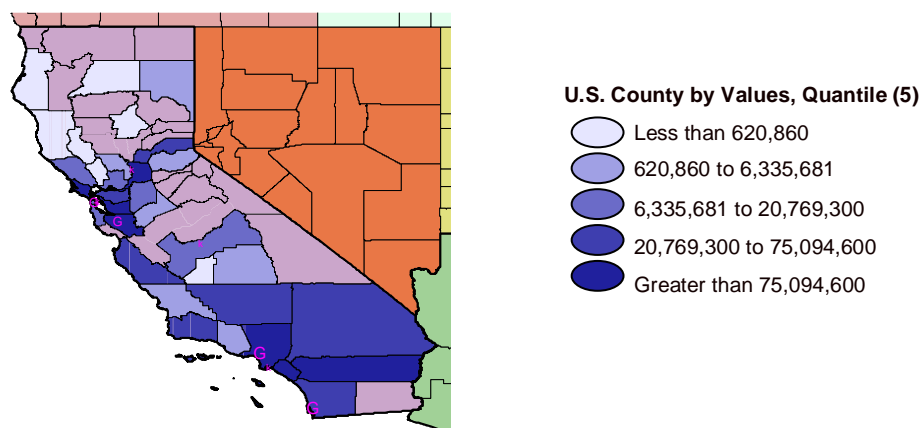 U.S. County by Values, Quantile (5)
Less than 620,860
620,860 to 6,335,681
6,335,681 to 20,769,300
20,769,300 to 75,094,600
Greater than 75,094,600
G
G
G
G